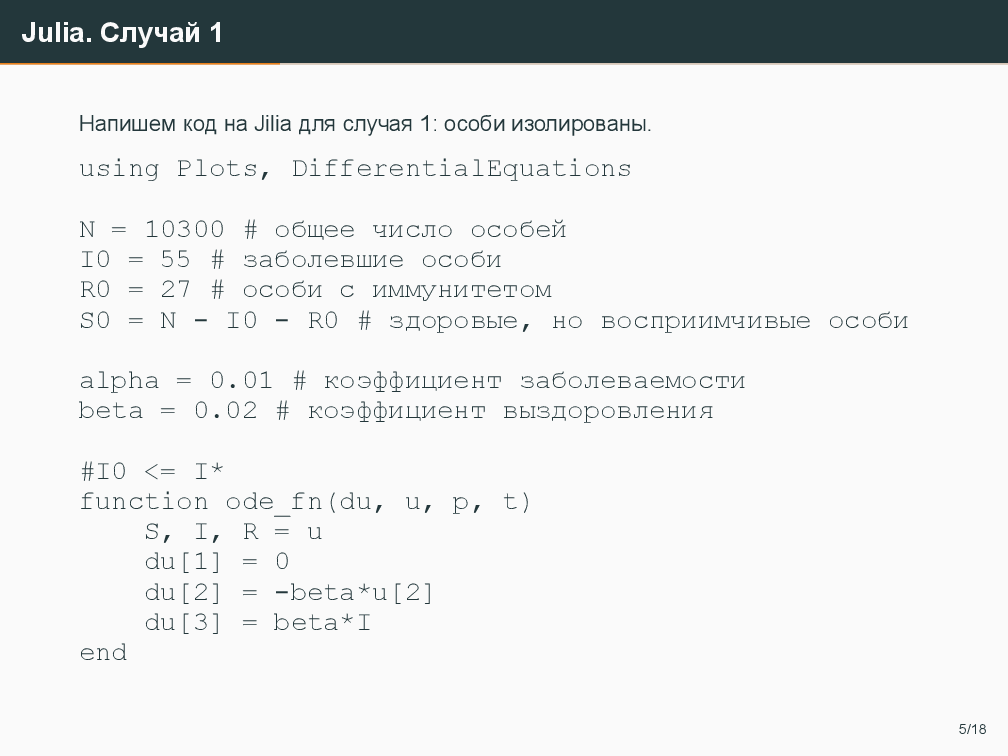 Julia. Случай 1
Напишем код на Jilia для случая 1: особи изолированы.
using Plots, DifferentialEquations
N = 10300 # общее число особей
I0 = 55 # заболевшие особи
R0 = 27 # особи с иммунитетом
S0 = N - I0 - R0 # здоровые, но восприимчивые особи
alpha = 0.01 # коэффициент заболеваемости
beta = 0.02 # коэффициент выздоровления
#I0 <= I*
function ode_fn(du, u, p, t)
    S, I, R = u
    du[1] = 0
    du[2] = -beta*u[2]
    du[3] = beta*I
end
5/18